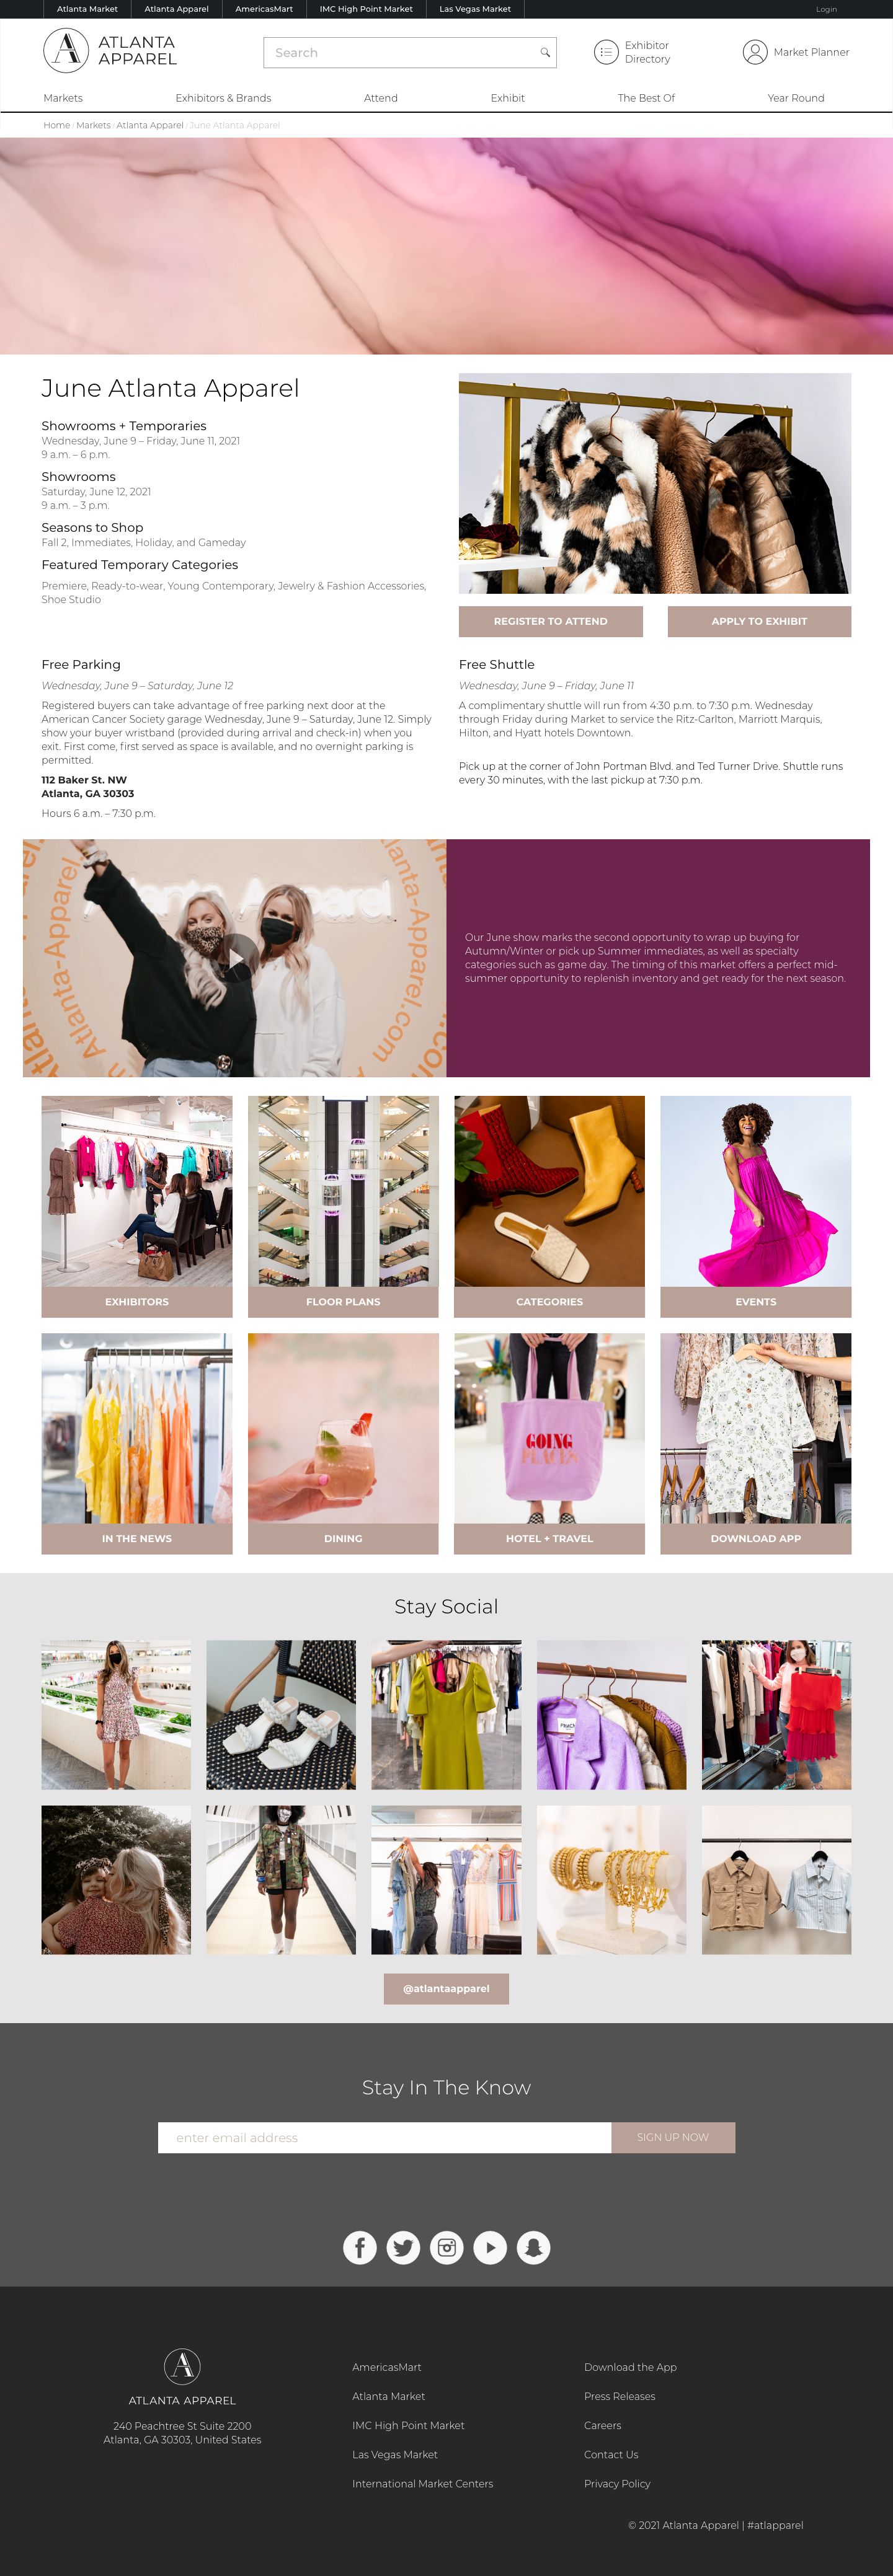 Atlanta Market Atlanta Apparel AmericasMart IMC High Point Market Las Vegas Market Login
ATLANTA
APPAREL
Search
Exhibitor
Directory
Market Planner
Markets Exhibitors & Brands Attend Exhibit The Best Of Year Round
Home / Markets / Atlanta Apparel / June Atlanta Apparel
June Atlanta Apparel
Showrooms + Temporaries
Wednesday, June 9 – Friday, June 11, 2021
9 a.m. – 6 p.m.
Showrooms
Saturday, June 12, 2021
9 a.m. – 3 p.m.
Seasons to Shop
Fall 2, Immediates, Holiday, and Gameday
Featured Temporary Categories
Premiere, Ready-to-wear, Young Contemporary, Jewelry & Fashion Accessories,
Shoe Studio
REGISTER TO ATTEND APPLY TO EXHIBIT
Free Parking
Wednesday, June 9 – Saturday, June 12
Registered buyers can take advantage of free parking next door at the
American Cancer Society garage Wednesday, June 9 – Saturday, June 12. Simply
show your buyer wristband (provided during arrival and check-in) when you
exit. First come, first served as space is available, and no overnight parking is
permitted.
112 Baker St. NW
Atlanta, GA 30303
Hours 6 a.m. – 7:30 p.m.
Free Shuttle
Wednesday, June 9 – Friday, June 11
A complimentary shuttle will run from 4:30 p.m. to 7:30 p.m. Wednesday
through Friday during Market to service the Ritz-Carlton, Marriott Marquis,
Hilton, and Hyatt hotels Downtown.
Pick up at the corner of John Portman Blvd. and Ted Turner Drive. Shuttle runs
every 30 minutes, with the last pickup at 7:30 p.m.
Atlanta-Apparel
Apparel
Atlanta-Apparel.com
Our June show marks the second opportunity to wrap up buying for
Autumn/Winter or pick up Summer immediates, as well as specialty
categories such as game day. The timing of this market offers a perfect mid-
summer opportunity to replenish inventory and get ready for the next season.
EXHIBITORS FLOOR PLANS CATEGORIES EVENTS
GOING
PLACES
IN THE NEWS DINING HOTEL + TRAVEL DOWNLOAD APP
Stay Social
@atlantaapparel
Stay In The Know
enter email address SIGN UP NOW
ATLANTA APPAREL
240 Peachtree St Suite 2200
Atlanta, GA 30303, United States
AmericasMart
Atlanta Market
IMC High Point Market
Las Vegas Market
International Market Centers
Download the App
Press Releases
Careers
Contact Us
Privacy Policy
© 2021 Atlanta Apparel | #atlapparel